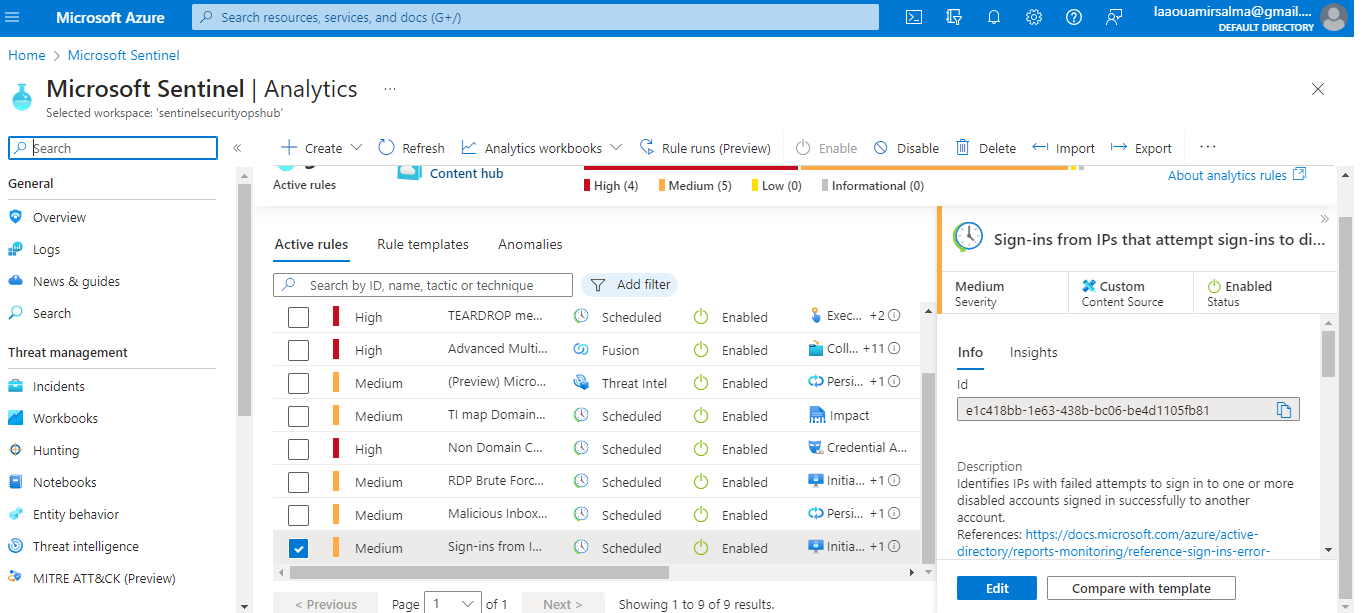 Microsoft Azure
Search resources, services, and docs (G+/)
laaouamirsalma@gmail....
DEFAULT DIRECTORY
Home > Microsoft Sentinel
Microsoft Sentinel | Analytics ...
Selected workspace: 'sentinelsecurityopshub'
Search
«
Create
Refresh
Analytics workbooks
Rule runs (Preview)
Enable
Disable
Delete
Import
Export
...
General
Overview
Logs
News & guides
Search
Threat management
Incidents
Workbooks
Hunting
Notebooks
Entity behavior
Threat intelligence
MITRE ATT&CK (Preview)
Active rules
Content hub
High (4)
Medium (5)
Low (0)
Informational (0)
About analytics rules
Active rules
Rule templates
Anomalies
Search by ID, name, tactic or technique
Add filter
High TEARDROP me... Scheduled Enabled Exec... +2
High Advanced Multi... Fusion Enabled Coll... +11
Medium (Preview) Micro... Threat Intel Enabled Persi... +1
Medium TI map Domain... Scheduled Enabled Impact
High Non Domain C... Scheduled Enabled Credential A...
Medium RDP Brute Forc... Scheduled Enabled Initia... +1
Medium Malicious Inbox... Scheduled Enabled Persi... +1
Medium Sign-ins from I... Scheduled Enabled Initia... +1
< Previous
Page 1 of 1
Next >
Showing 1 to 9 of 9 results.
»
Sign-ins from IPs that attempt sign-ins to di...
Medium
Severity
Custom
Content Source
Enabled
Status
Info
Insights
Id
e1c418bb-1e63-438b-bc06-be4d1105fb81
Description
Identifies IPs with failed attempts to sign in to one or more
disabled accounts signed in successfully to another
account.
References: https://docs.microsoft.com/azure/active-
directory/reports-monitoring/reference-sign-ins-error-
Edit
Compare with template